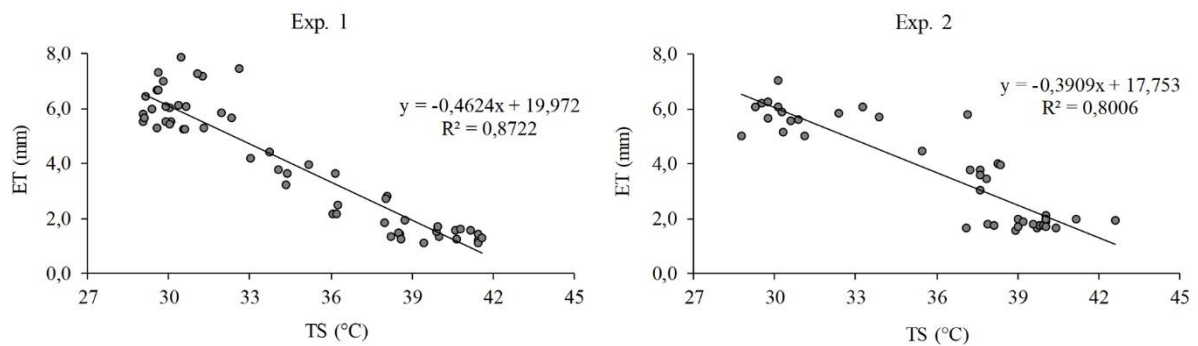 Exp. 1
8,0
6,0
4,0
2,0
0,0
ET (mm)
y = -0,4624x + 19,972
R² = 0,8722
27 30 33 36 39 42 45
TS (°C)
Exp. 2
8,0
6,0
4,0
2,0
0,0
ET (mm)
y = -0,3909x + 17,753
R² = 0,8006
27 30 33 36 39 42 45
TS (°C)